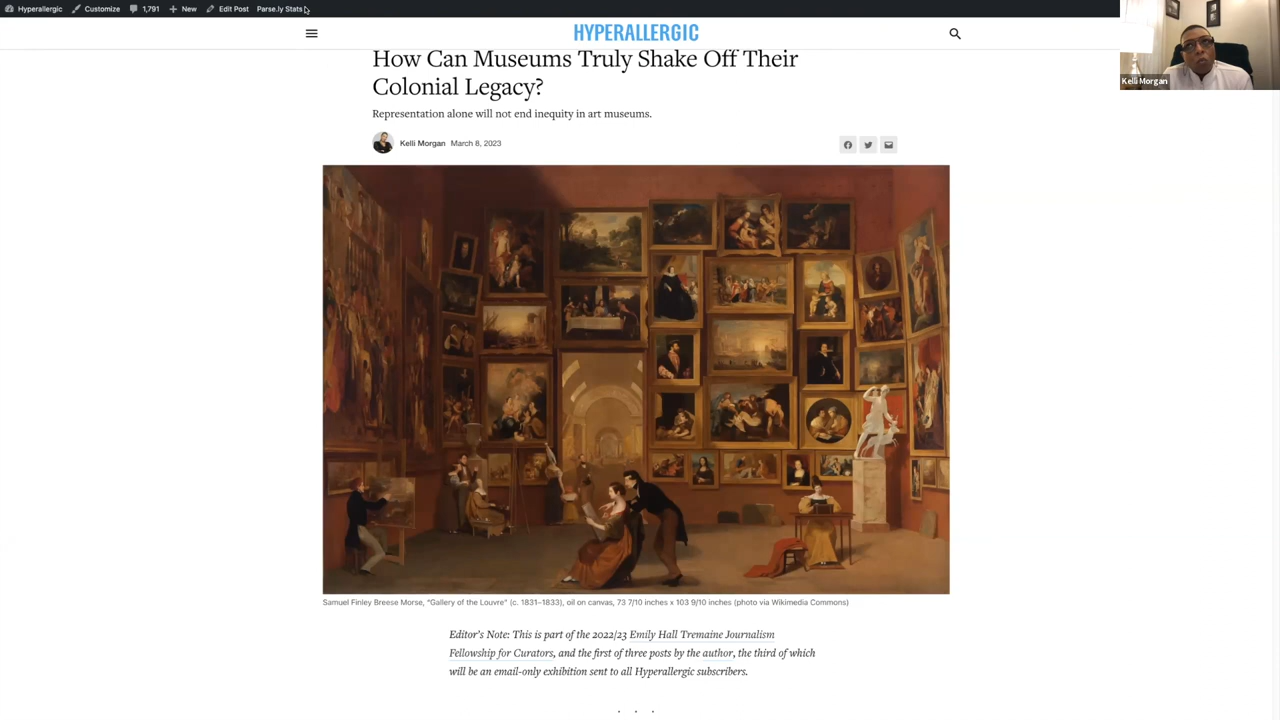 Hyperallergic Customize 1,791 New Edit Post Parse.ly Stats
HYPERALLERGIC
Kelli Morgan
How Can Museums Truly Shake Off Their
Colonial Legacy?
Representation alone will not end inequity in art museums.
Kelli Morgan March 8, 2023
Samuel Finley Breese Morse, “Gallery of the Louvre” (c. 1831–1833), oil on canvas, 73 7/10 inches x 103 9/10 inches (photo via Wikimedia Commons)
Editor’s Note: This is part of the 2022/23 Emily Hall Tremaine Journalism
Fellowship for Curators, and the first of three posts by the author, the third of which
will be an email-only exhibition sent to all Hyperallergic subscribers.
. . .